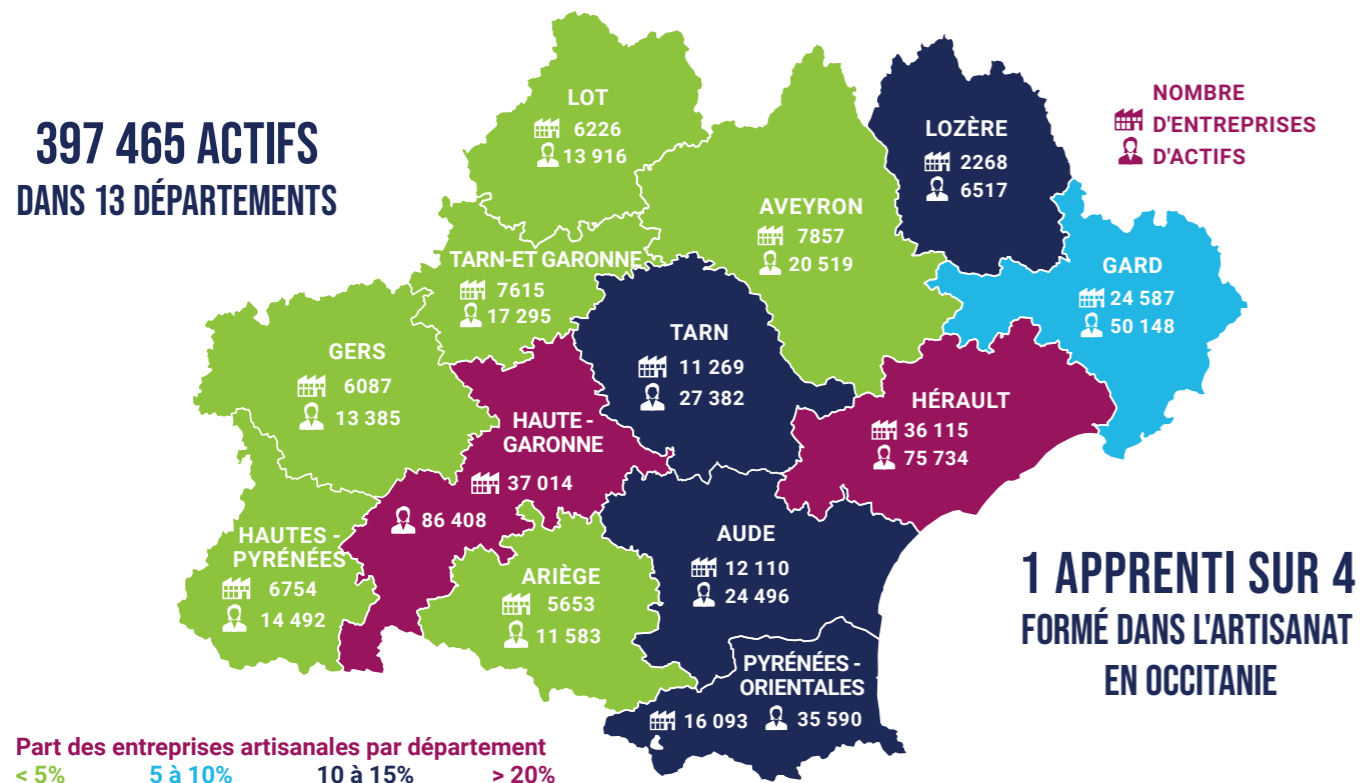 397 465 ACTIFS
DANS 13 DÉPARTEMENTS
NOMBRE
D'ENTREPRISES
D'ACTIFS
LOT
6226
13 916
LOZÈRE
2268
6517
AVEYRON
7857
20 519
TARN-ET GARONNE
7615
17 295
GARD
24 587
50 148
TARN
11 269
27 382
GERS
6087
13 385
HÉRAULT
36 115
75 734
HAUTE -
GARONNE
37 014
86 408
HAUTES -
PYRÉNÉES
6754
14 492
ARIÈGE
5653
11 583
AUDE
12 110
24 496
PYRÉNÉES -
ORIENTALES
16 093 35 590
1 APPRENTI SUR 4
FORMÉ DANS L'ARTISANAT
EN OCCITANIE
Part des entreprises artisanales par département
< 5% 5 à 10% 10 à 15% > 20%